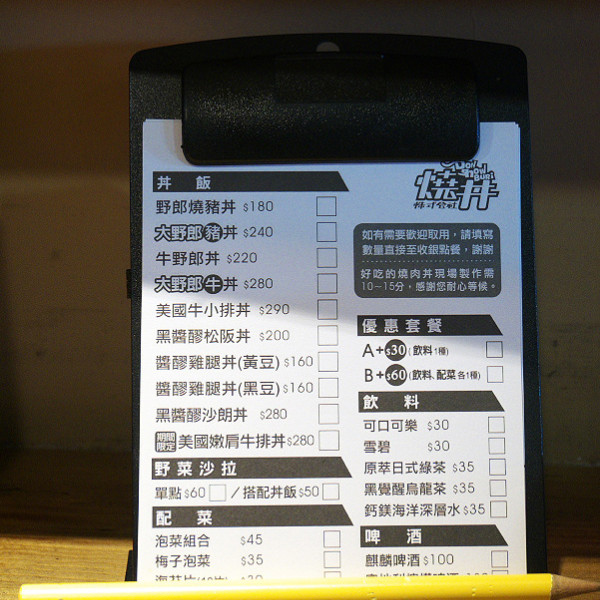 丼 飯
野郎燒豬丼 $180
大野郎豬丼 $240
牛野郎丼 $220
大野郎牛丼 $280
美國牛小排丼 $290
黑醬醪松阪丼 $200
醬醪雞腿丼(黃豆) $160
醬醪雞腿丼(黑豆) $160
黑醬醪沙朗丼 $280
期間限定 美國嫩肩牛排丼 $280
野菜沙拉
單點 $60 / 搭配丼飯 $50
配 菜
泡菜組合 $45
梅子泡菜 $35
燒丼
株式会社
如有需要歡迎取用，請填寫
數量直接至收銀點餐，謝謝
好吃的燒肉丼現場製作需
10～15分，感謝您耐心等候。
優惠套餐
A+$30(飲料1種)
B+$60(飲料、配菜各1種)
飲 料
可口可樂 $30
雪碧 $30
原萃日式綠茶 $35
黑覺醒烏龍茶 $35
鈣鎂海洋深層水 $35
啤 酒
麒麟啤酒 $100